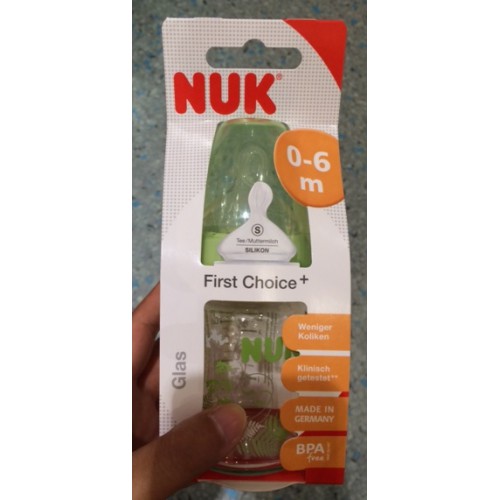 NUK®
0-6
m
S
Tee/Muttermilch
SILIKON
First Choice+
Glas
NUK
Weniger
Koliken
Klinisch
getestet**
MADE IN
GERMANY
BPA
free